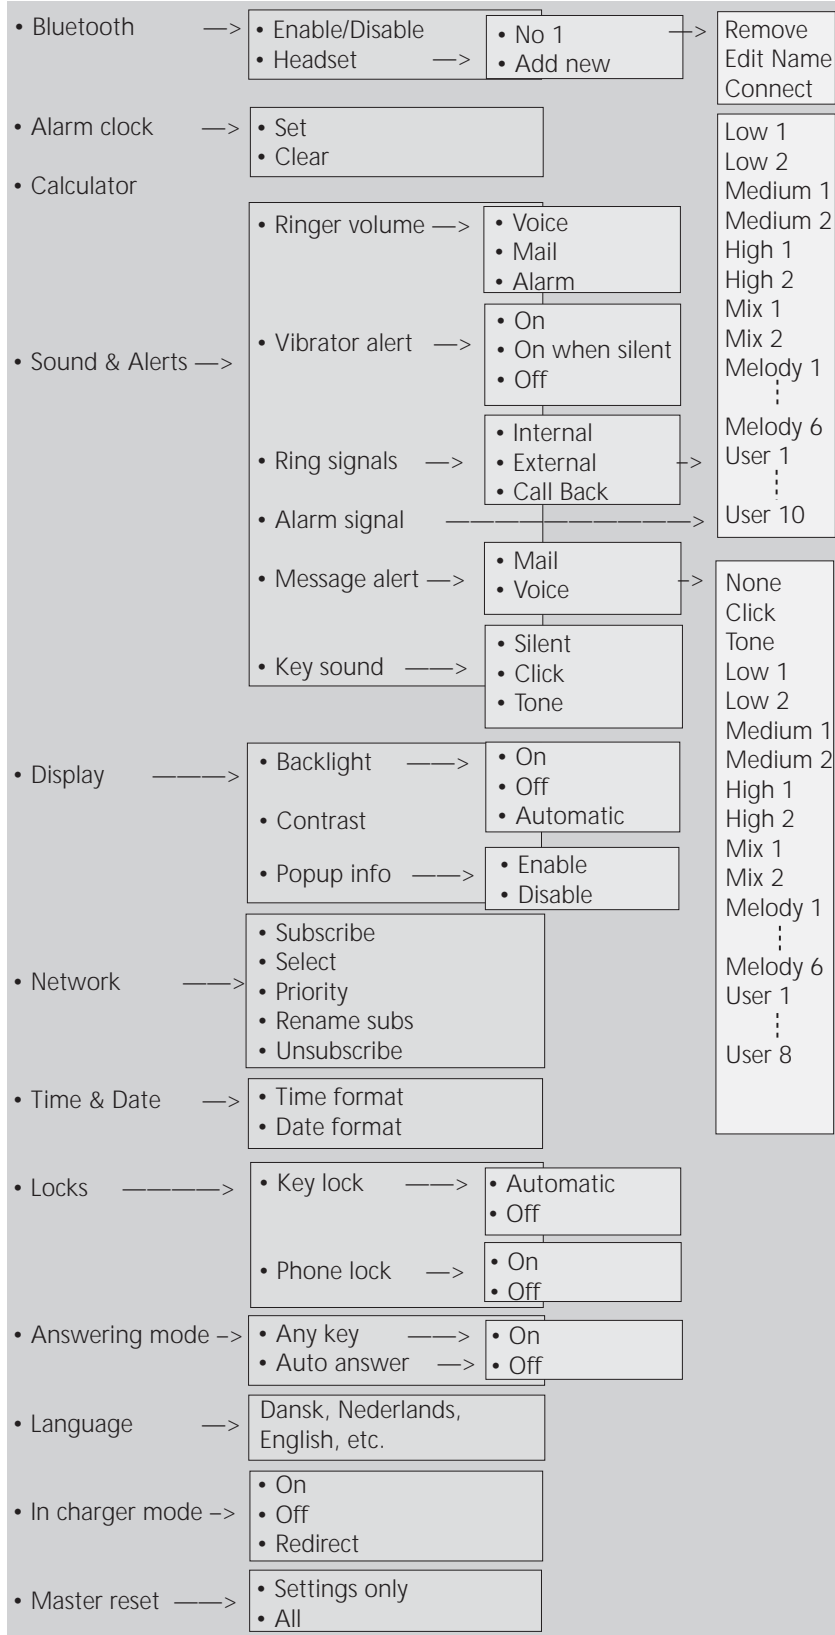 • Bluetooth —>
• Enable/Disable
• Headset —>
• No 1 —>
• Add new
Remove
Edit Name
Connect
• Alarm clock —>
• Set
• Clear
• Calculator
• Sound & Alerts —>
• Ringer volume —>
• Voice
• Mail
• Alarm
• Vibrator alert —>
• On
• On when silent
• Off
• Ring signals —>
• Internal
• External –>
• Call Back
• Alarm signal ——————————>
Low 1
Low 2
Medium 1
Medium 2
High 1
High 2
Mix 1
Mix 2
Melody 1
Melody 6
User 1
User 10
• Message alert —>
• Mail
• Voice –>
None
Click
Tone
Low 1
Low 2
Medium 1
Medium 2
High 1
High 2
Mix 1
Mix 2
Melody 1
Melody 6
User 1
User 8
• Key sound ——>
• Silent
• Click
• Tone
• Display ———>
• Backlight ——>
• On
• Off
• Automatic
• Contrast
• Popup info ——>
• Enable
• Disable
• Network ——>
• Subscribe
• Select
• Priority
• Rename subs
• Unsubscribe
• Time & Date —>
• Time format
• Date format
• Locks ————>
• Key lock ——>
• Automatic
• Off
• Phone lock —>
• On
• Off
• Answering mode –>
• Any key ——>
• Auto answer —>
• On
• Off
• Language —>
Dansk, Nederlands,
English, etc.
• In charger mode –>
• On
• Off
• Redirect
• Master reset ——>
• Settings only
• All